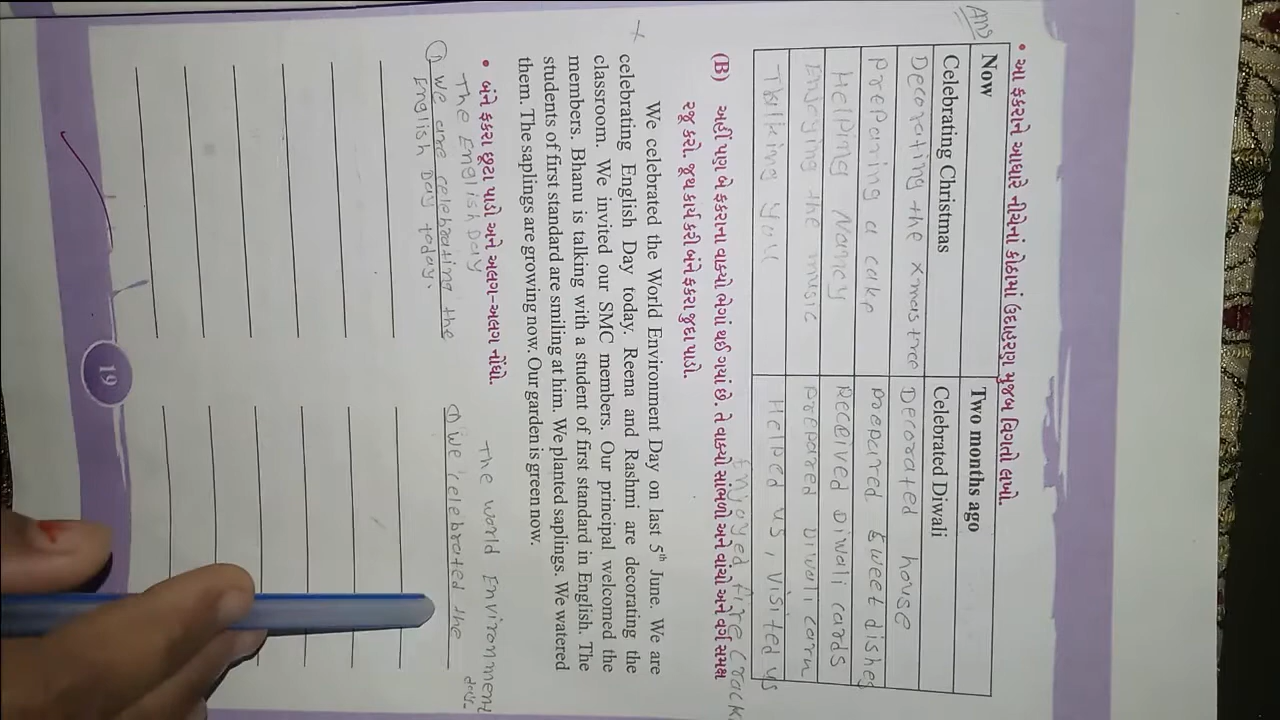 • આ ફકરાને આધારે નીચેનાં કોઠામાં ઉદાહરણ મુજબ વિગતો લખો.
Ans
Now Two months ago
Celebrating Christmas Celebrated Diwali
Decorating the x-mas tree Decorated house
Preparing a cake Prepared sweet dishes
Helping Nancy Received Diwali cards
Enjoying the music Prepared Diwali card
Talking you Helped us, visited us
Enjoyed fire crack
(B) અહીં પણ બે ફકરાના વાક્યો ભેગાં થઈ ગયાં છે. તે વાક્યો સાંભળો અને વાંચો અને વર્ગ સમક્ષ
રજૂ કરો. જૂથ કાર્ય કરી બંને ફકરા જુદા પાડો.
We celebrated the World Environment Day on last 5th June. We are
celebrating English Day today. Reena and Rashmi are decorating the
classroom. We invited our SMC members. Our principal welcomed the
members. Bhanu is talking with a student of first standard in English. The
students of first standard are smiling at him. We planted saplings. We watered
them. The saplings are growing now. Our garden is green now.
• બંને ફકરા છૂટા પાડો અને અલગ-અલગ નોંધો.
The English Day The World Environment day.
① We are celebrating the ① We celebrated the
English Day today.
19